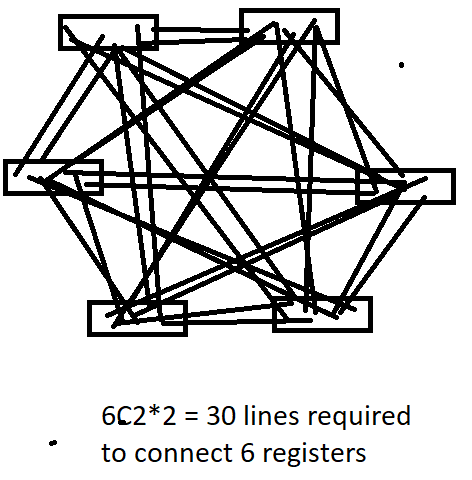 6C2*2 = 30 lines required
to connect 6 registers